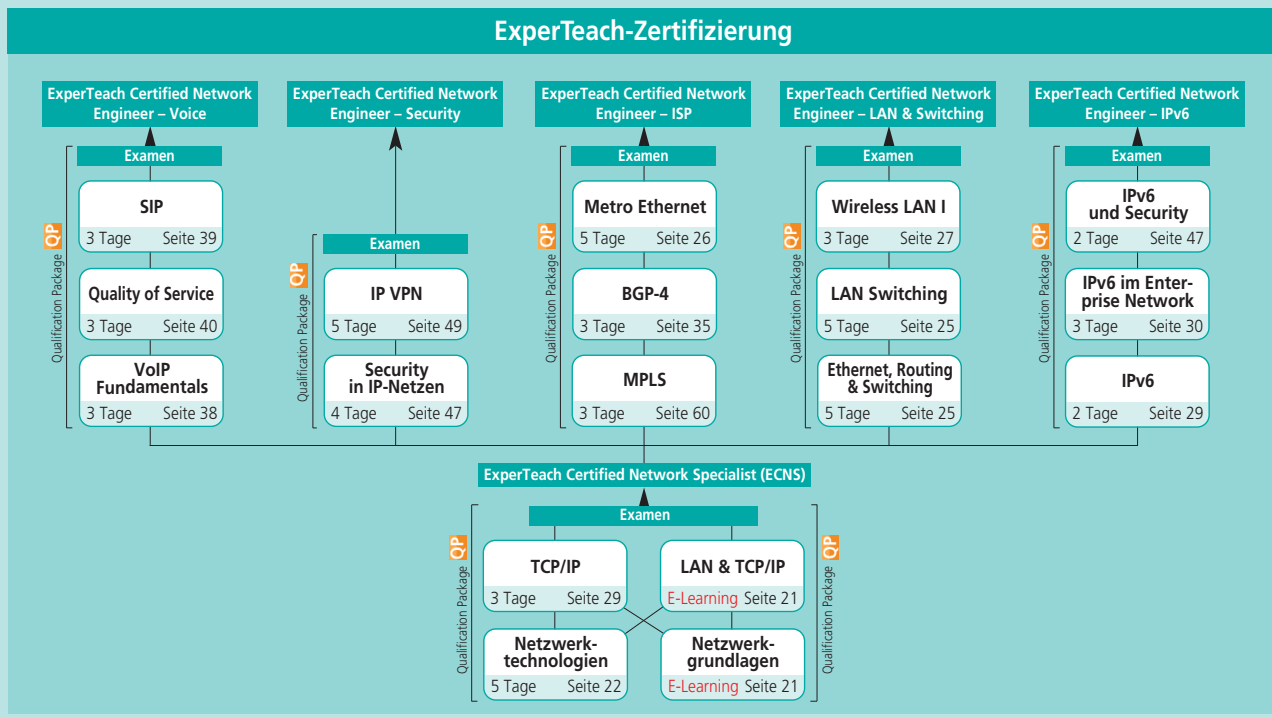 ExperTeach-Zertifizierung
ExperTeach Certified Network
Engineer – Voice
Examen
SIP
3 Tage Seite 39
Quality of Service
3 Tage Seite 40
VoIP
Fundamentals
3 Tage Seite 38
Qualification Package QP
ExperTeach Certified Network
Engineer – Security
Examen
IP VPN
5 Tage Seite 49
Security
in IP-Netzen
4 Tage Seite 47
Qualification Package QP
ExperTeach Certified Network
Engineer – ISP
Examen
Metro Ethernet
5 Tage Seite 26
BGP-4
3 Tage Seite 35
MPLS
3 Tage Seite 60
Qualification Package QP
ExperTeach Certified Network
Engineer – LAN & Switching
Examen
Wireless LAN I
3 Tage Seite 27
LAN Switching
5 Tage Seite 25
Ethernet, Routing
& Switching
5 Tage Seite 25
Qualification Package QP
ExperTeach Certified Network
Engineer – IPv6
Examen
IPv6
und Security
2 Tage Seite 47
IPv6 im Enter-
prise Network
3 Tage Seite 30
IPv6
2 Tage Seite 29
Qualification Package QP
ExperTeach Certified Network Specialist (ECNS)
Examen
TCP/IP
3 Tage Seite 29
LAN & TCP/IP
E-Learning Seite 21
Netzwerk-
technologien
5 Tage Seite 22
Netzwerk-
grundlagen
E-Learning Seite 21
Qualification Package QP
Qualification Package QP